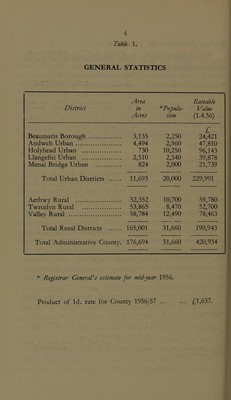 4
Table 1.
GENERAL STATISTICS
District Area in Acres *Popula-tion Rateable Value (1.4.56)
£
Beaumaris Borough ................ 3,135 2,250 24,421
Amlwch Urban .................... 4,494 2,960 47,810
Holyhead Urban .................. 730 10,250 96,143
Llangefni Urban ................. 2,510 2,540 39,878
Menai Bridge Urban .............. 824 2,000 21,739
Total Urban Districts ....... 11,693 20,000 229,991
Aethwy Rural .................... 52,352 10,700 59,780
Twrcelyn Rural .................. 53,865 8,470 52,700
Valley Rural .................... 58,784 12,490 78,463
Total Rural Districts ....... 165,001 31,660 190,943
Total Administrative County. 176,694 51,660 420,934
* Registrar General's estimate for mid-year 1956.
Product of 1d. rate for County 1956/57 ... ... £1,637.